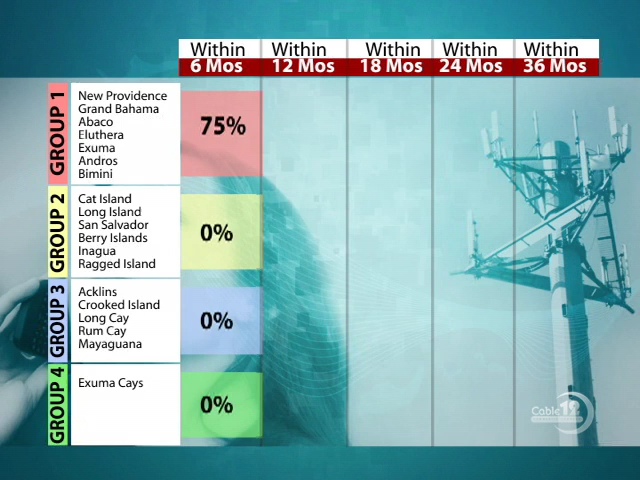 Within Within Within Within Within
6 Mos 12 Mos 18 Mos 24 Mos 36 Mos
GROUP 1
New Providence
Grand Bahama
Abaco
Eluthera
Exuma
Andros
Bimini
75%
GROUP 2
Cat Island
Long Island
San Salvador
Berry Islands
Inagua
Ragged Island
0%
GROUP 3
Acklins
Crooked Island
Long Cay
Rum Cay
Mayaguana
0%
GROUP 4
Exuma Cays
0%
Cable 12